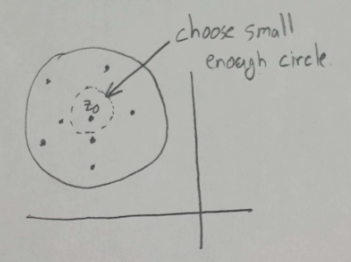 choose small
enough circle.
z₀